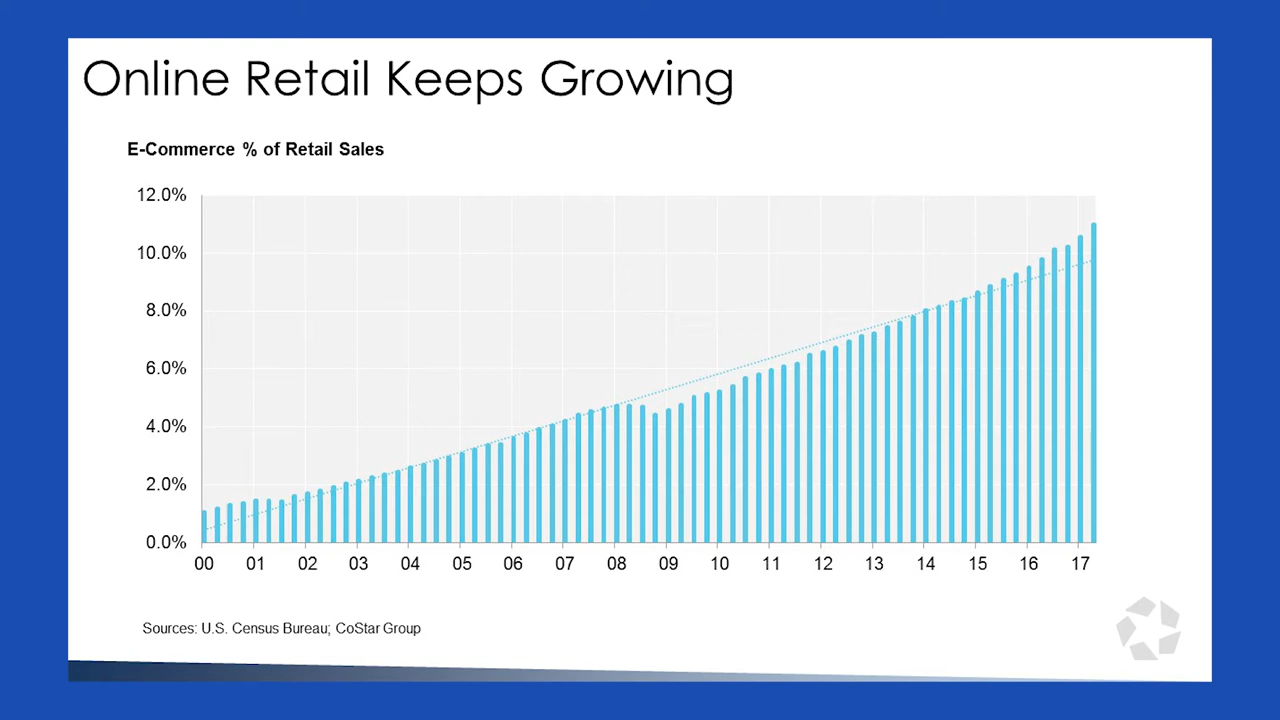 Online Retail Keeps Growing
E-Commerce % of Retail Sales
12.0%
10.0%
8.0%
6.0%
4.0%
2.0%
0.0%
00 01 02 03 04 05 06 07 08 09 10 11 12 13 14 15 16 17
Sources: U.S. Census Bureau; CoStar Group